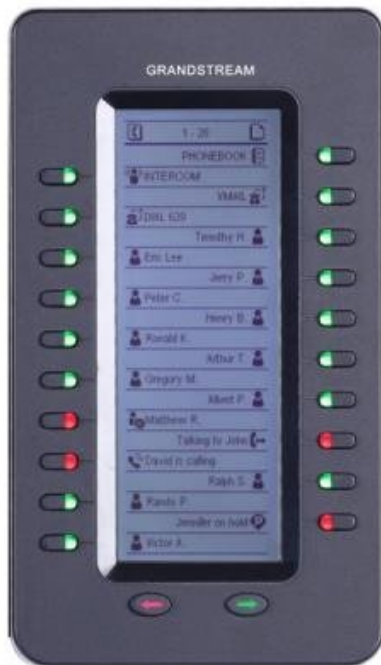 GRANDSTREAM
1 - 20
PHONEBOOK
INTERCOM
VMAIL
DIAL 629
Timothy H.
Eric Lee
Jerry P.
Peter C.
Henry B.
Ronald K.
Arthur T.
Gregory M.
Albert P.
Matthew R.
Talking to John
David is calling
Ralph S.
Randy P.
Jennifer on hold
Victor A.